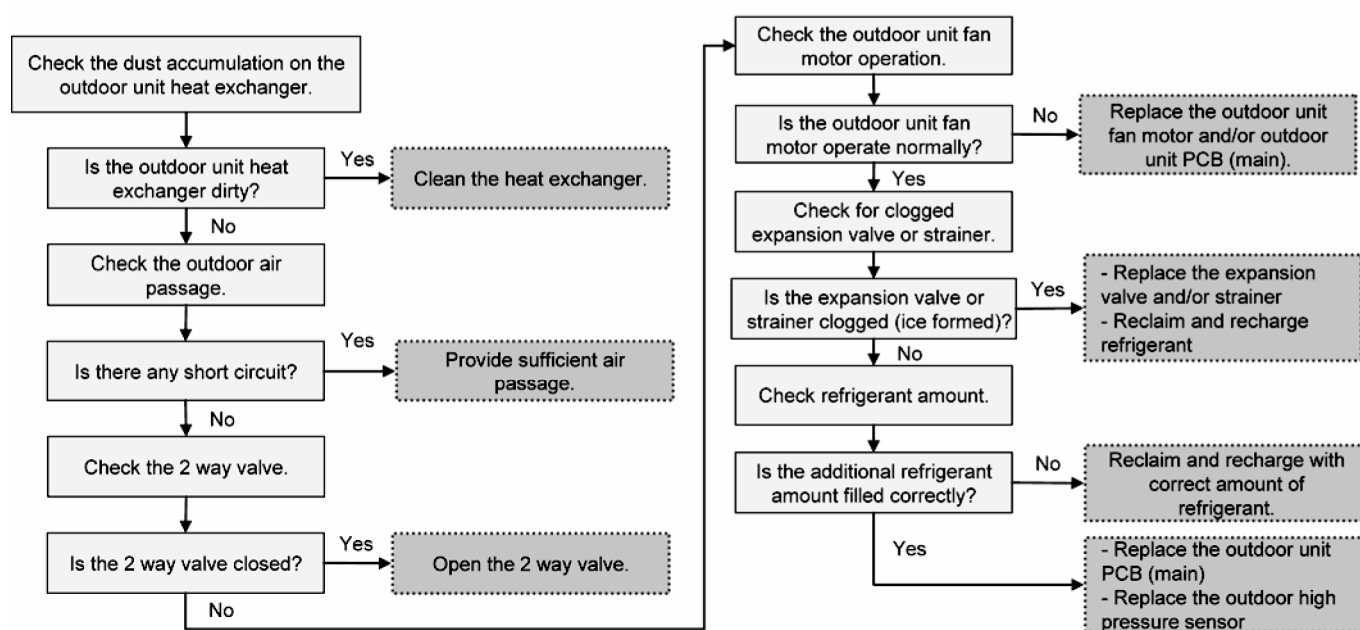 Check the dust accumulation on the
outdoor unit heat exchanger.
Is the outdoor unit heat
exchanger dirty?
Yes
Clean the heat exchanger.
No
Check the outdoor air
passage.
Is there any short circuit?
Yes
Provide sufficient air
passage.
No
Check the 2 way valve.
Is the 2 way valve closed?
Yes
Open the 2 way valve.
No
Check the outdoor unit fan
motor operation.
Is the outdoor unit fan
motor operate normally?
No
Replace the outdoor unit
fan motor and/or outdoor
unit PCB (main).
Yes
Check for clogged
expansion valve or strainer.
Is the expansion valve or
strainer clogged (ice formed)?
Yes
- Replace the expansion
valve and/or strainer
- Reclaim and recharge
refrigerant
No
Check refrigerant amount.
Is the additional refrigerant
amount filled correctly?
No
Reclaim and recharge with
correct amount of
refrigerant.
Yes
- Replace the outdoor unit
PCB (main)
- Replace the outdoor high
pressure sensor